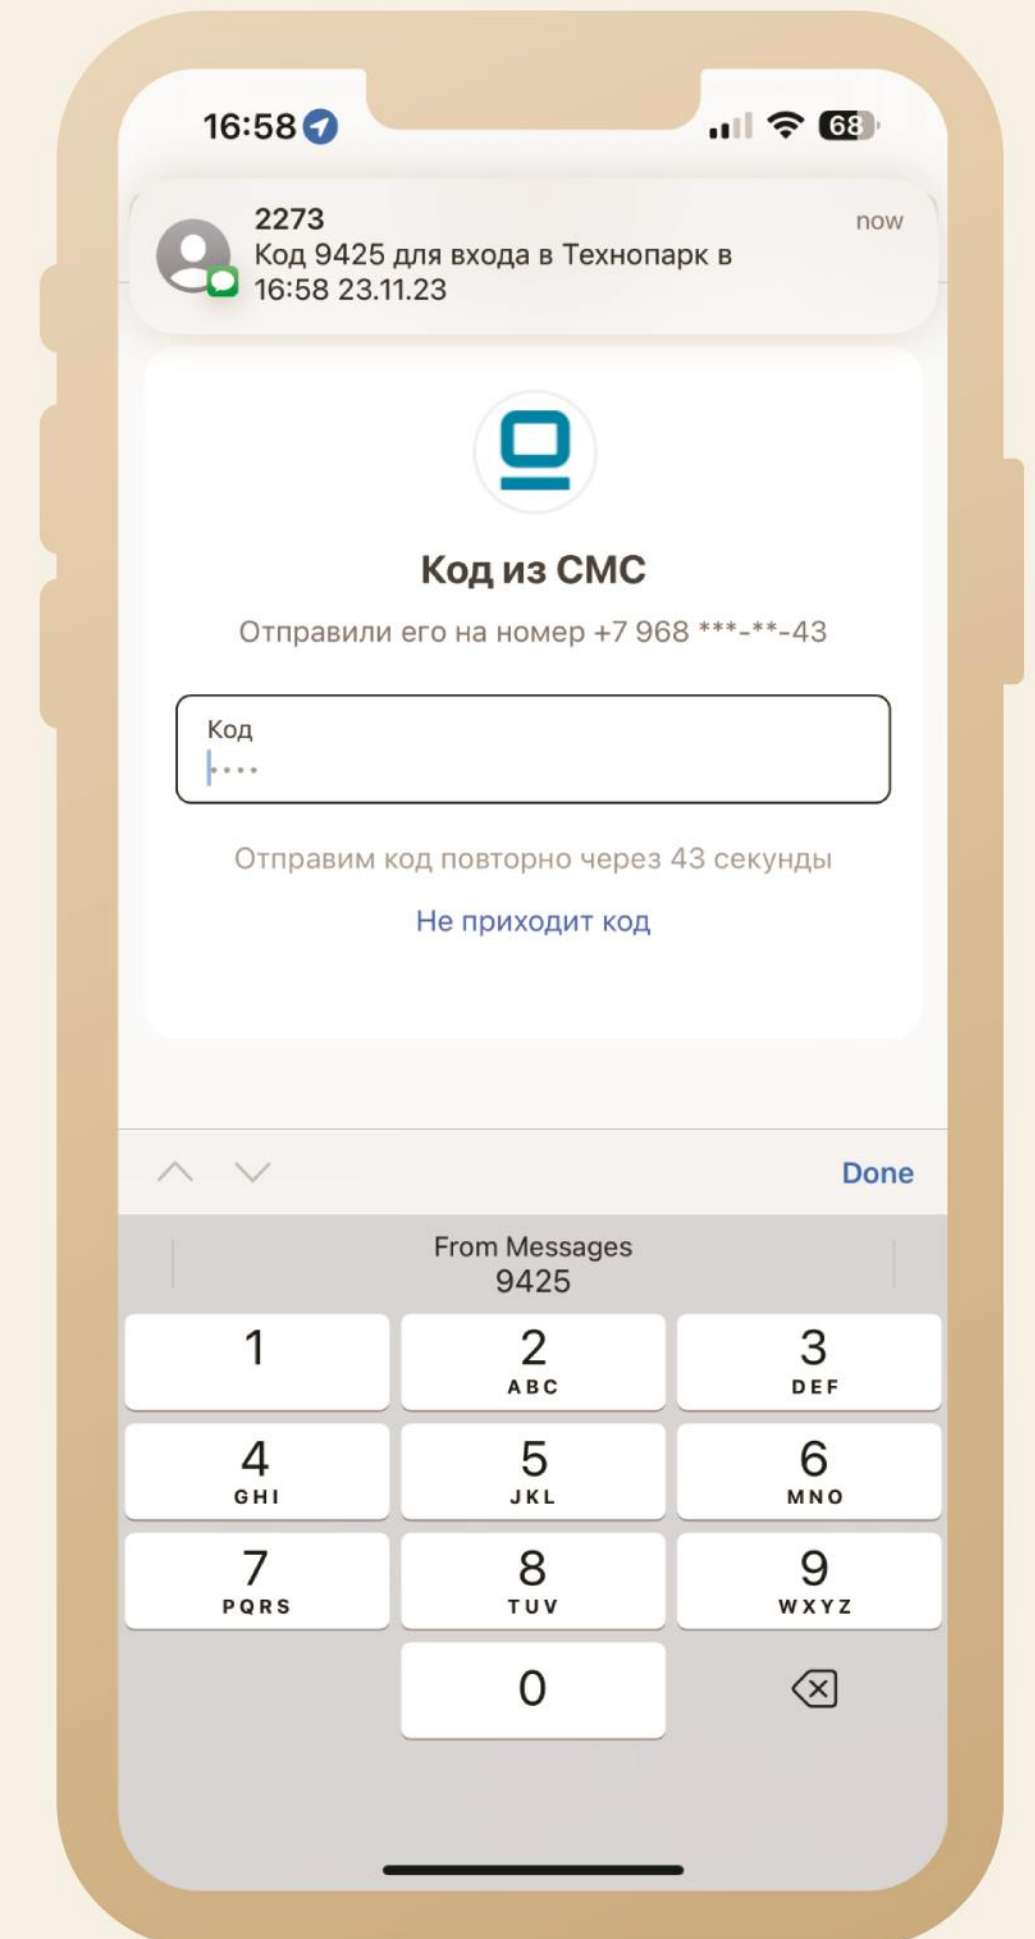 16:58
68
2273
now
Код 9425 для входа в Технопарк в
16:58 23.11.23
Код из СМС
Отправили его на номер +7 968 ***-**-43
Код
••••
Отправим код повторно через 43 секунды
Не приходит код
Done
From Messages
9425
1
2
3
ABC
DEF
4
5
6
GHI
JKL
MNO
7
8
9
PQRS
TUV
WXYZ
0